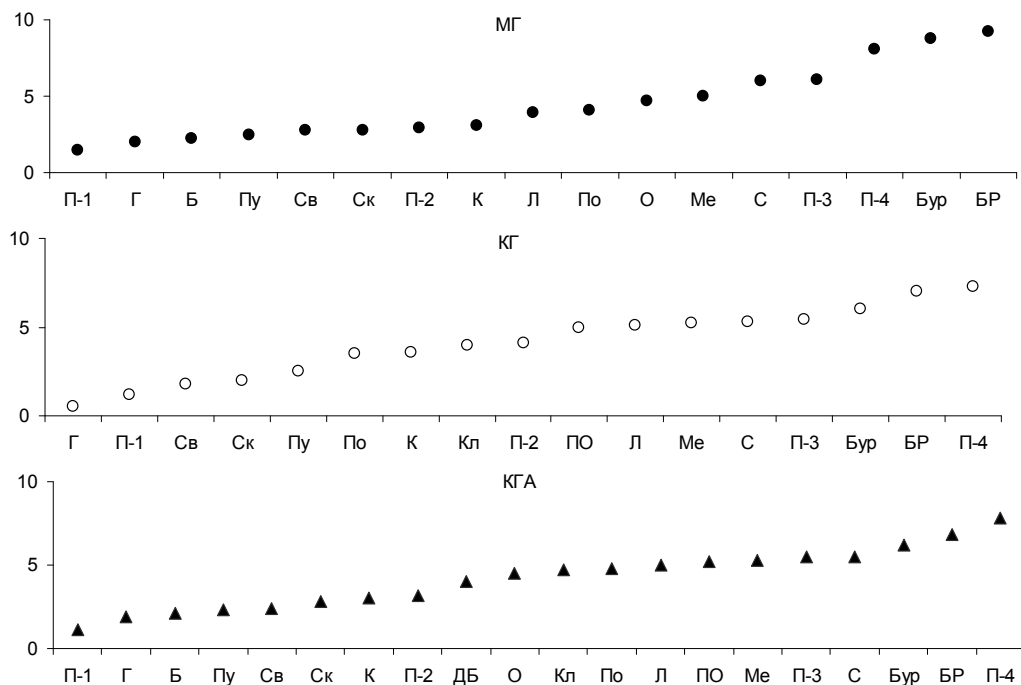 10
МГ
5
0
П-1 Г Б Пу Св Ск П-2 К Л По О Ме С П-3 П-4 Бур БР
10
КГ
5
0
Г П-1 Св Ск Пу По К Кл П-2 ПО Л Ме С П-3 Бур БР П-4
10
КГА
5
0
П-1 Г Б Пу Св Ск К П-2 ДБ О Кл По Л ПО Ме П-3 С Бур БР П-4